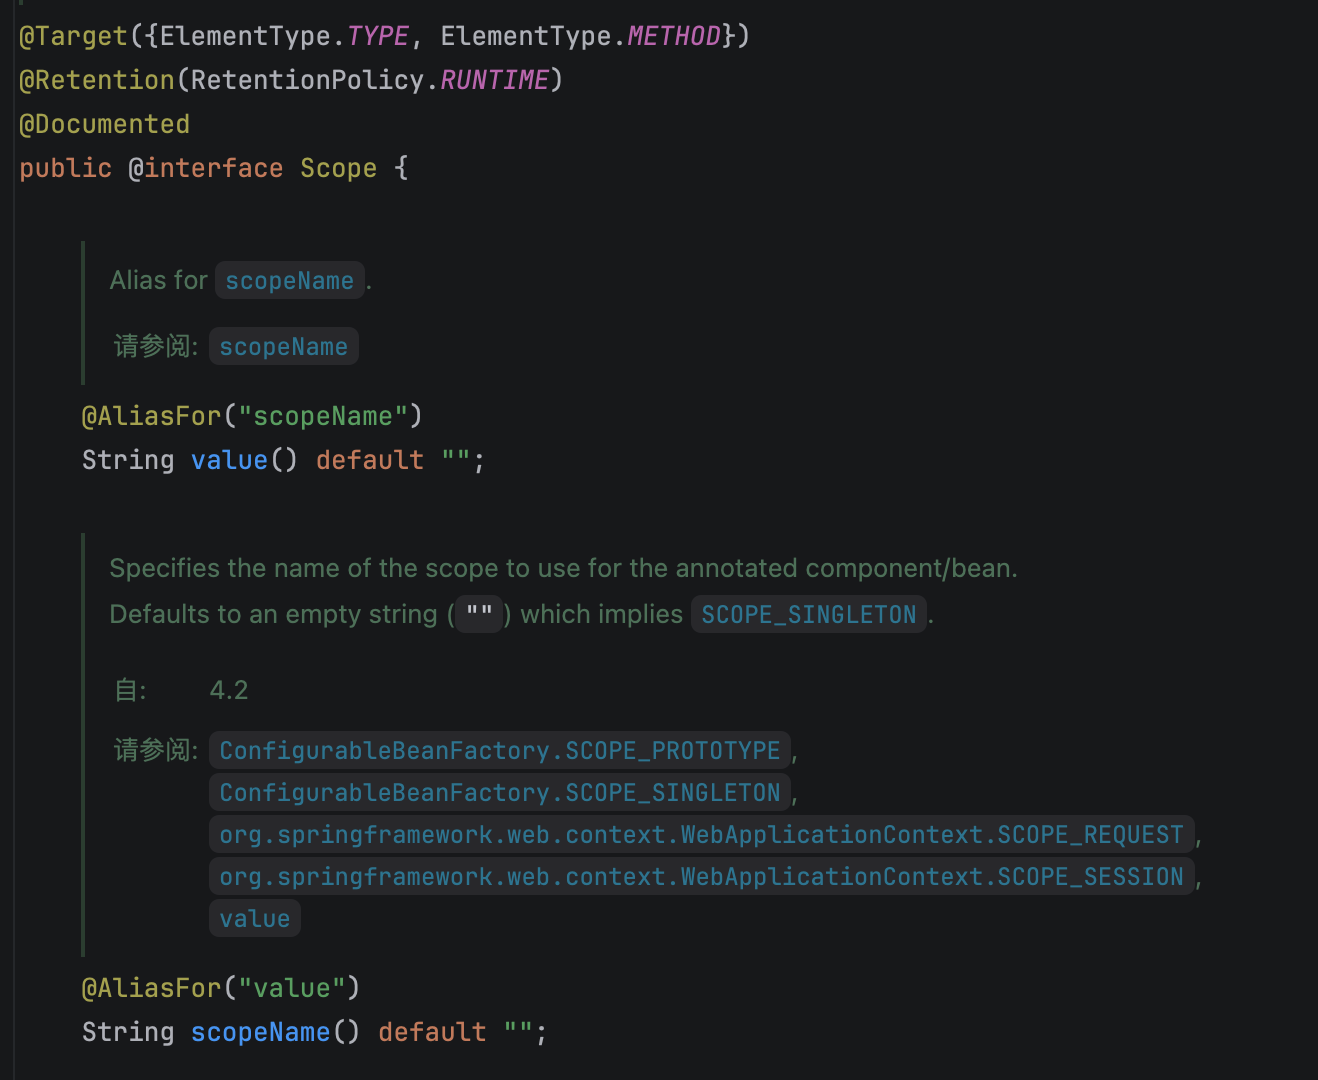 @Target({ElementType.TYPE, ElementType.METHOD})
@Retention(RetentionPolicy.RUNTIME)
@Documented
public @interface Scope {
Alias for scopeName.
请参阅: scopeName
@AliasFor("scopeName")
String value() default "";
Specifies the name of the scope to use for the annotated component/bean.
Defaults to an empty string ("") which implies SCOPE_SINGLETON.
自: 4.2
请参阅: ConfigurableBeanFactory.SCOPE_PROTOTYPE,
ConfigurableBeanFactory.SCOPE_SINGLETON,
org.springframework.web.context.WebApplicationContext.SCOPE_REQUEST,
org.springframework.web.context.WebApplicationContext.SCOPE_SESSION,
value
@AliasFor("value")
String scopeName() default "";